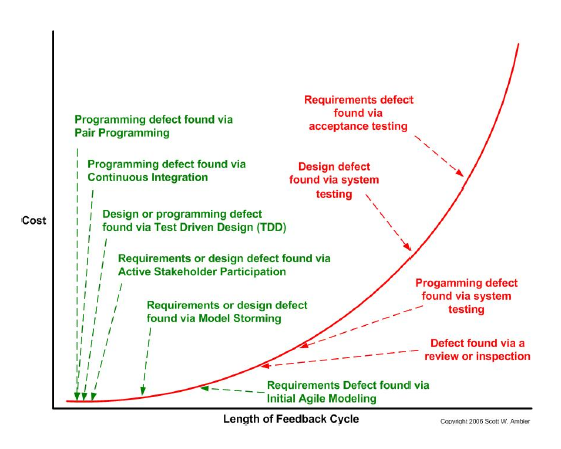 Requirements defect
found via
acceptance testing
Programming defect found via
Pair Programming
Programming defect found via
Continuous Integration
Design defect
found via system
testing
Design or programming defect
found via Test Driven Design (TDD)
Cost
Requirements or design defect found via
Active Stakeholder Participation
Progamming defect
found via system
testing
Requirements or design defect
found via Model Storming
Defect found via a
review or inspection
Requirements Defect found via
Initial Agile Modeling
Length of Feedback Cycle
Copyright 2006 Scott W. Ambler